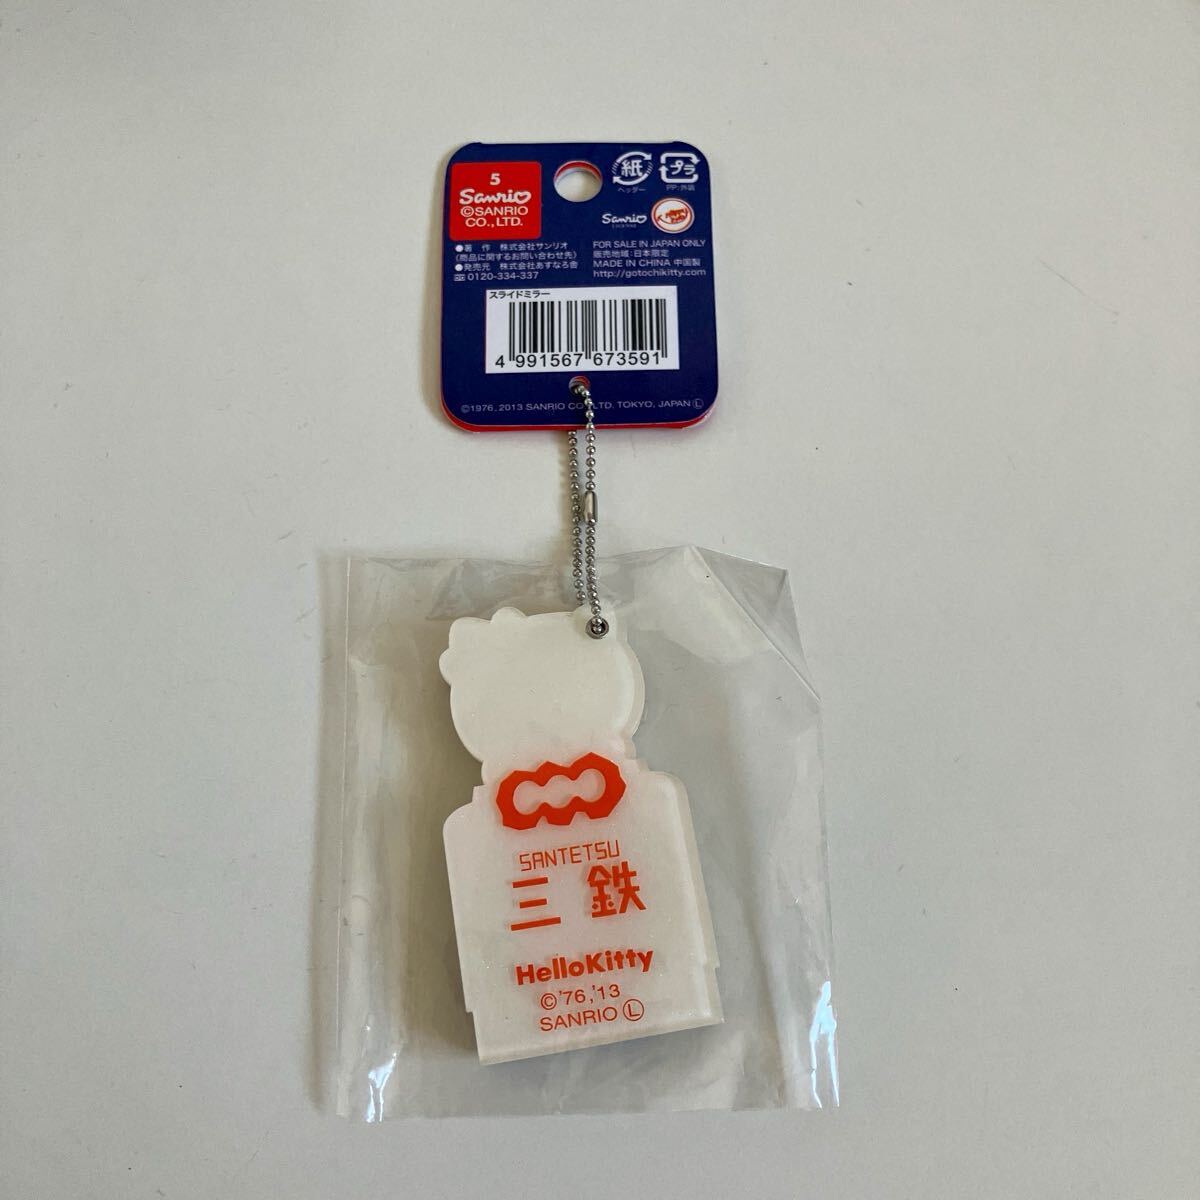 5
Sanrio
©SANRIO
CO.,LTD.
紙
ヘッダー
プラ
PP:外袋
Sanrio
LICENSE
●著 作 株式会社サンリオ
(商品に関するお問い合わせ先)
●発売元 株式会社あすなろ舎
0120-334-337
FOR SALE IN JAPAN ONLY
販売地域:日本限定
MADE IN CHINA 中国製
http://gotochikitty.com
スライドミラー
4 991567 673591
©1976, 2013 SANRIO CO., LTD. TOKYO, JAPAN Ⓛ
SANTETSU
三鉄
HelloKitty
©'76,'13
SANRIO Ⓛ